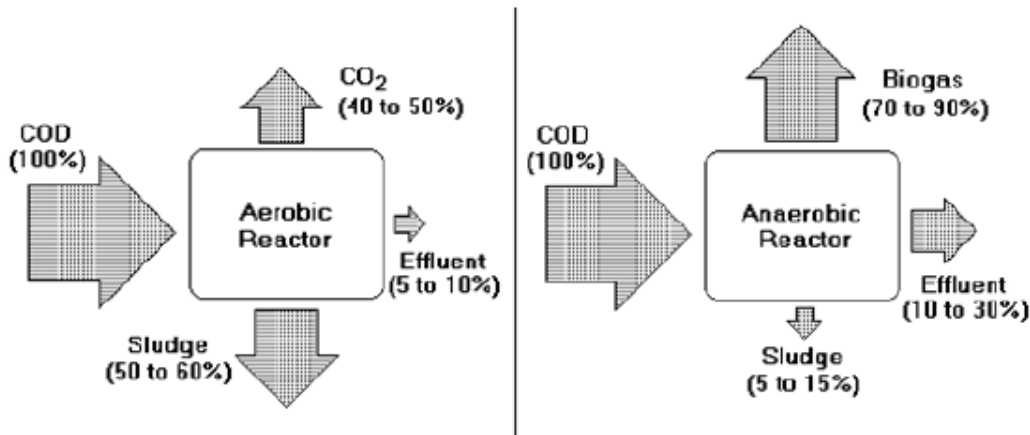 COD
(100%)
CO2
(40 to 50%)
Aerobic
Reactor
Effluent
(5 to 10%)
Sludge
(50 to 60%)
COD
(100%)
Biogas
(70 to 90%)
Anaerobic
Reactor
Effluent
(10 to 30%)
Sludge
(5 to 15%)